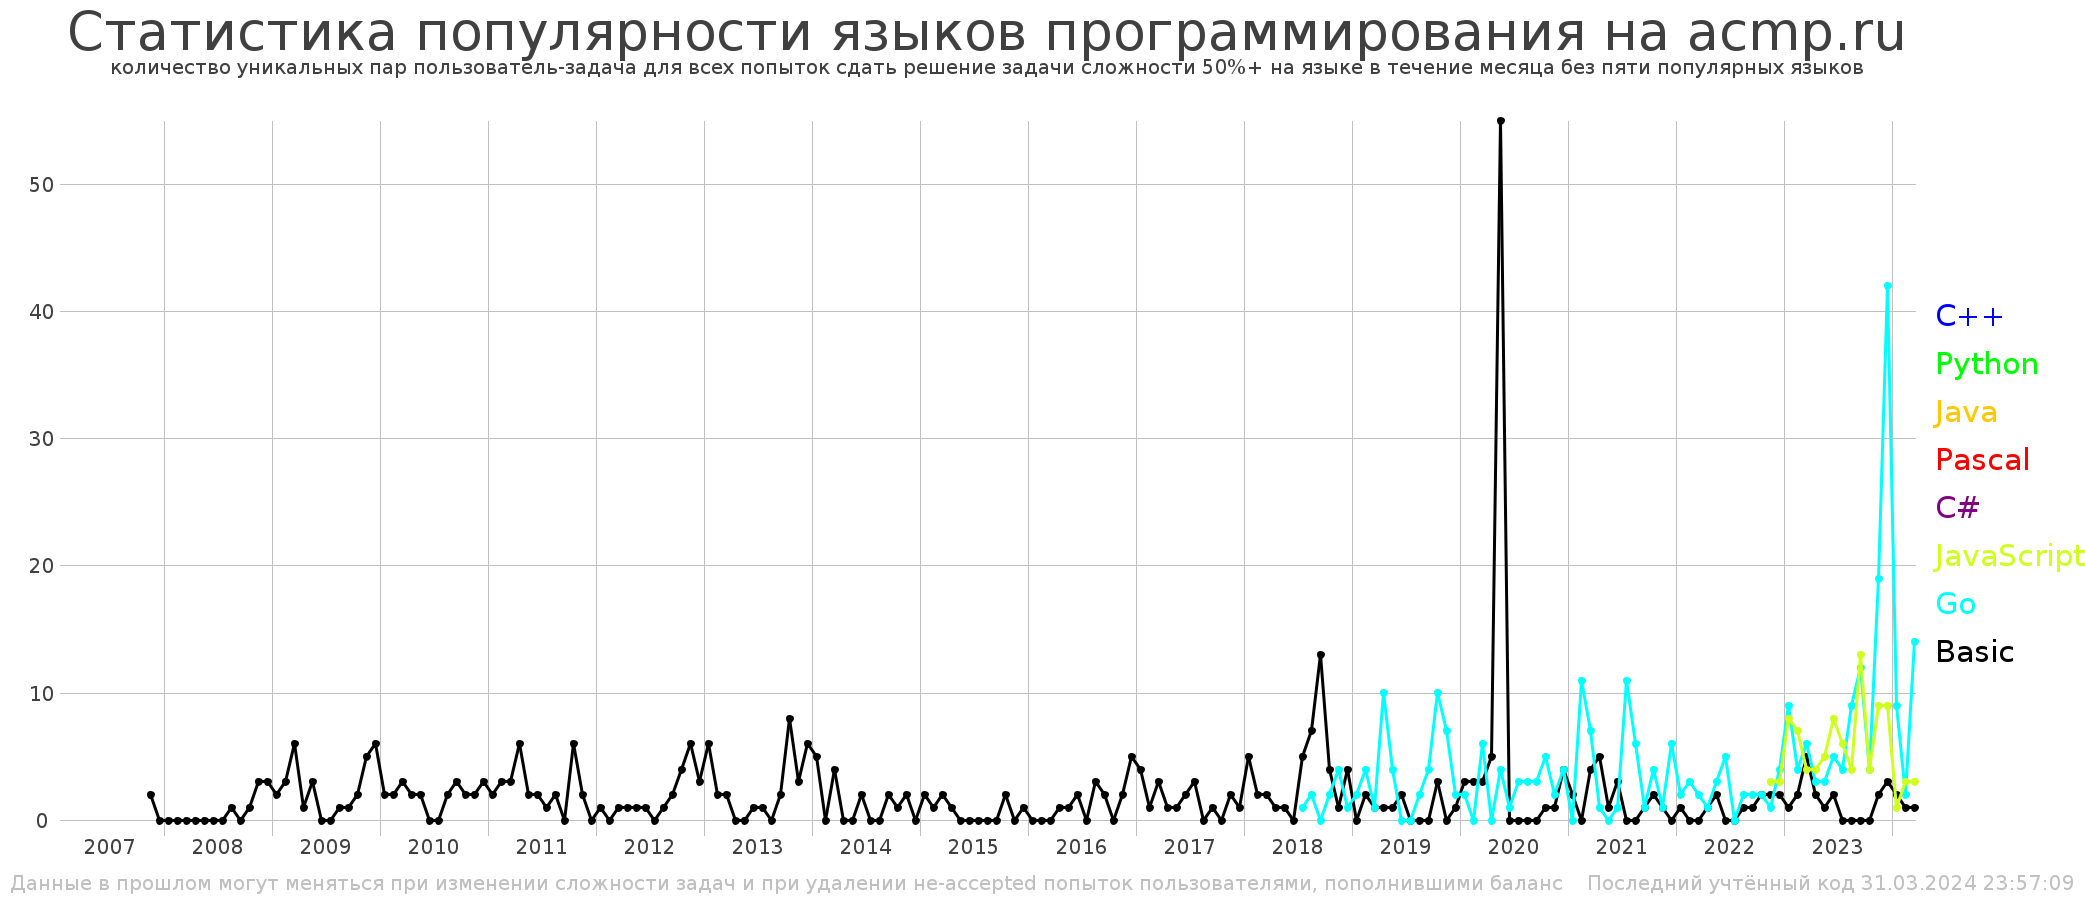 Статистика популярности языков программирования на acmp.ru
количество уникальных пар пользователь-задача для всех попыток сдать решение задачи сложности 50%+ на языке в течение месяца без пяти популярных языков
50
40
30
20
10
0
C++
Python
Java
Pascal
C#
JavaScript
Go
Basic
2007 2008 2009 2010 2011 2012 2013 2014 2015 2016 2017 2018 2019 2020 2021 2022 2023
Данные в прошлом могут меняться при изменении сложности задач и при удалении не-accepted попыток пользователями, пополнившими баланс Последний учтённый код 31.03.2024 23:57:09